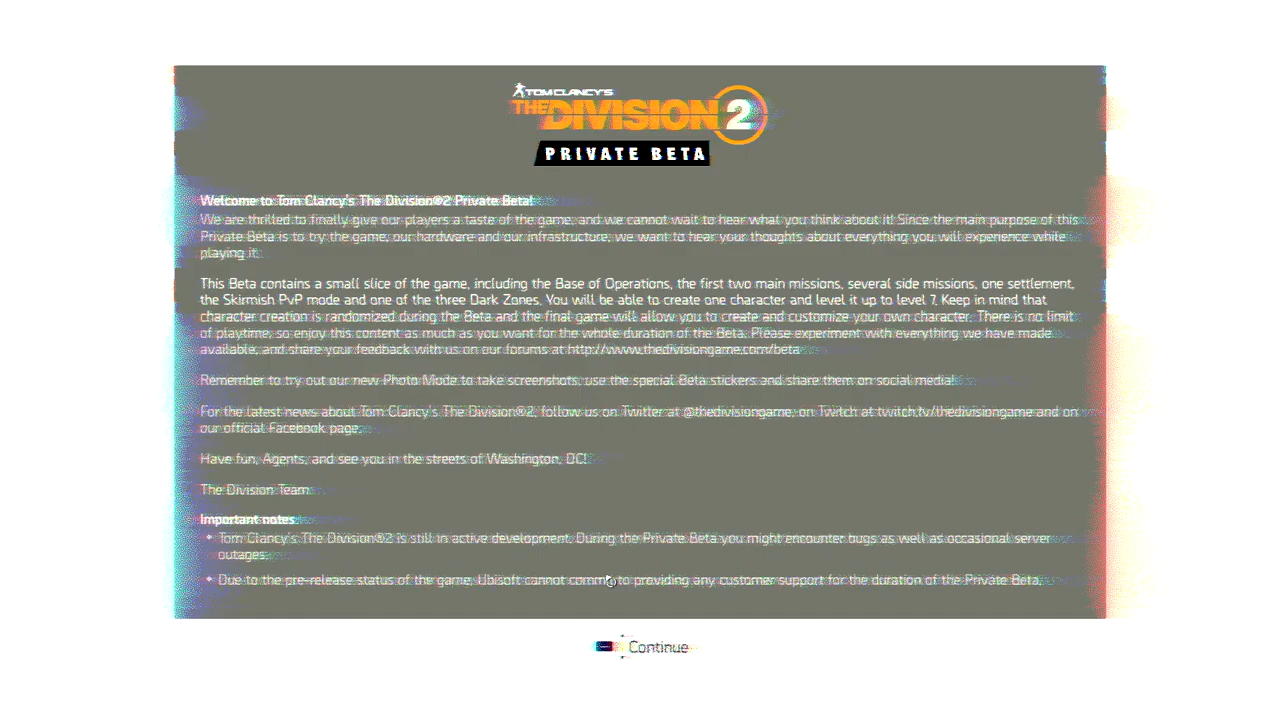 TOM CLANCY'S
THE DIVISION 2
PRIVATE BETA
Welcome to Tom Clancy's The Division®2 Private Beta!
We are thrilled to finally give our players a taste of the game, and we cannot wait to hear what you think about it! Since the main purpose of this
Private Beta is to try the game, our hardware and our infrastructure, we want to hear your thoughts about everything you will experience while
playing it.
This Beta contains a small slice of the game, including the Base of Operations, the first two main missions, several side missions, one settlement,
the Skirmish PvP mode and one of the three Dark Zones. You will be able to create one character and level it up to level 7. Keep in mind that
character creation is randomized during the Beta and the final game will allow you to create and customize your own character. There is no limit
of playtime, so enjoy this content as much as you want for the whole duration of the Beta. Please experiment with everything we have made
available, and share your feedback with us on our forums at http://www.thedivisiongame.com/beta
Remember to try out our new Photo Mode to take screenshots, use the special Beta stickers and share them on social media!
For the latest news about Tom Clancy's The Division®2, follow us on Twitter at @thedivisiongame, on Twitch at twitch.tv/thedivisiongame and on
our official Facebook page.
Have fun, Agents, and see you in the streets of Washington, DC!
The Division Team
Important notes:
• Tom Clancy's The Division®2 is still in active development. During the Private Beta you might encounter bugs as well as occasional server
outages.
• Due to the pre-release status of the game, Ubisoft cannot commit to providing any customer support for the duration of the Private Beta.
Continue